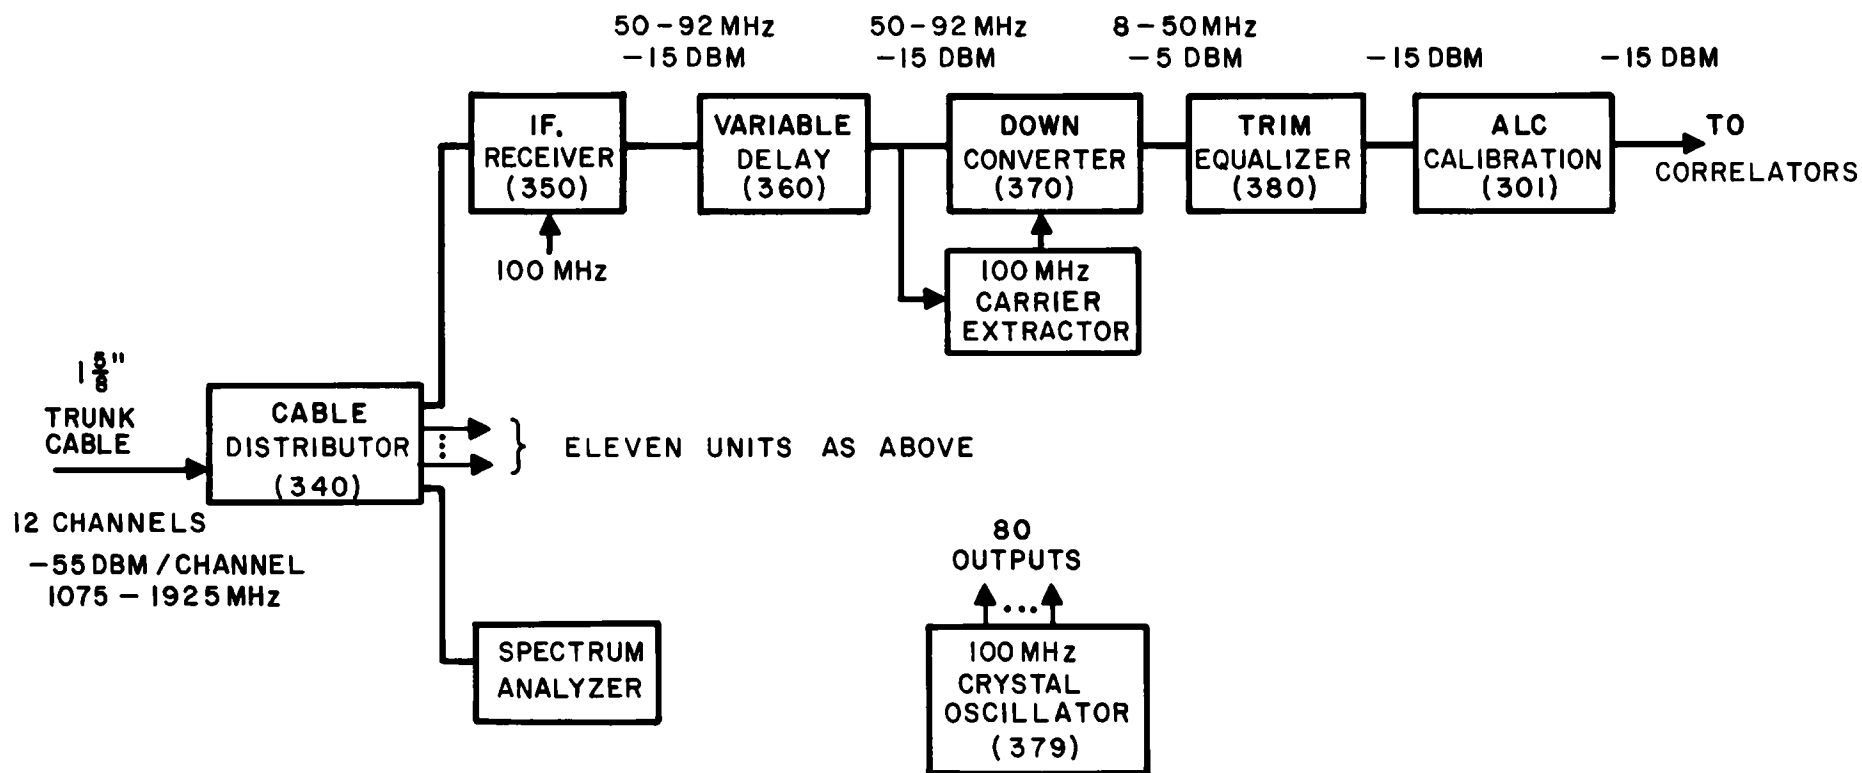 50-92 MHz
-15 DBM
50-92 MHz
-15 DBM
8-50 MHz
-5 DBM
-15 DBM
-15 DBM
IF.
RECEIVER
(350)
VARIABLE
DELAY
(360)
DOWN
CONVERTER
(370)
TRIM
EQUALIZER
(380)
ALC
CALIBRATION
(301)
TO
CORRELATORS
100 MHz
100 MHz
CARRIER
EXTRACTOR
1 5/8"
TRUNK
CABLE
CABLE
DISTRIBUTOR
(340)
ELEVEN UNITS AS ABOVE
12 CHANNELS
-55 DBM / CHANNEL
1075 - 1925 MHz
SPECTRUM
ANALYZER
80
OUTPUTS
100 MHz
CRYSTAL
OSCILLATOR
(379)